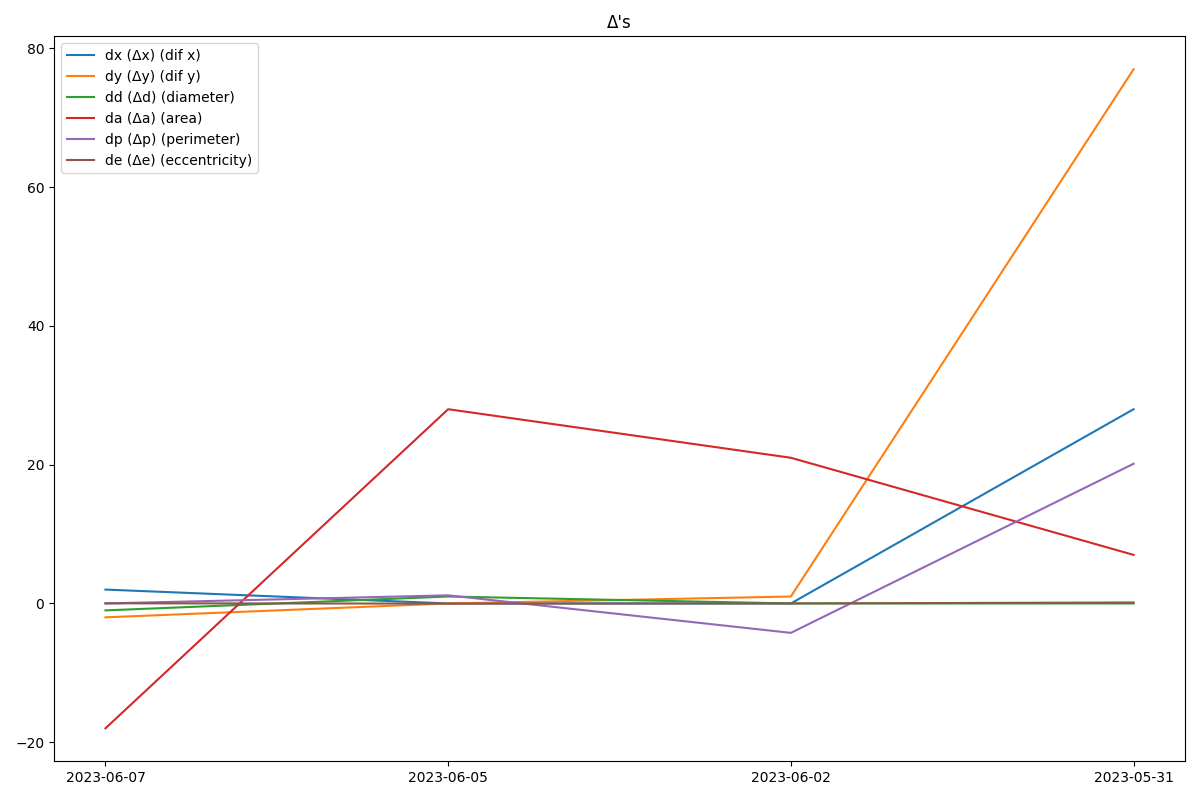 Δ's
dx (Δx) (dif x)
dy (Δy) (dif y)
dd (Δd) (diameter)
da (Δa) (area)
dp (Δp) (perimeter)
de (Δe) (eccentricity)
80
60
40
20
0
−20
2023-06-07 2023-06-05 2023-06-02 2023-05-31